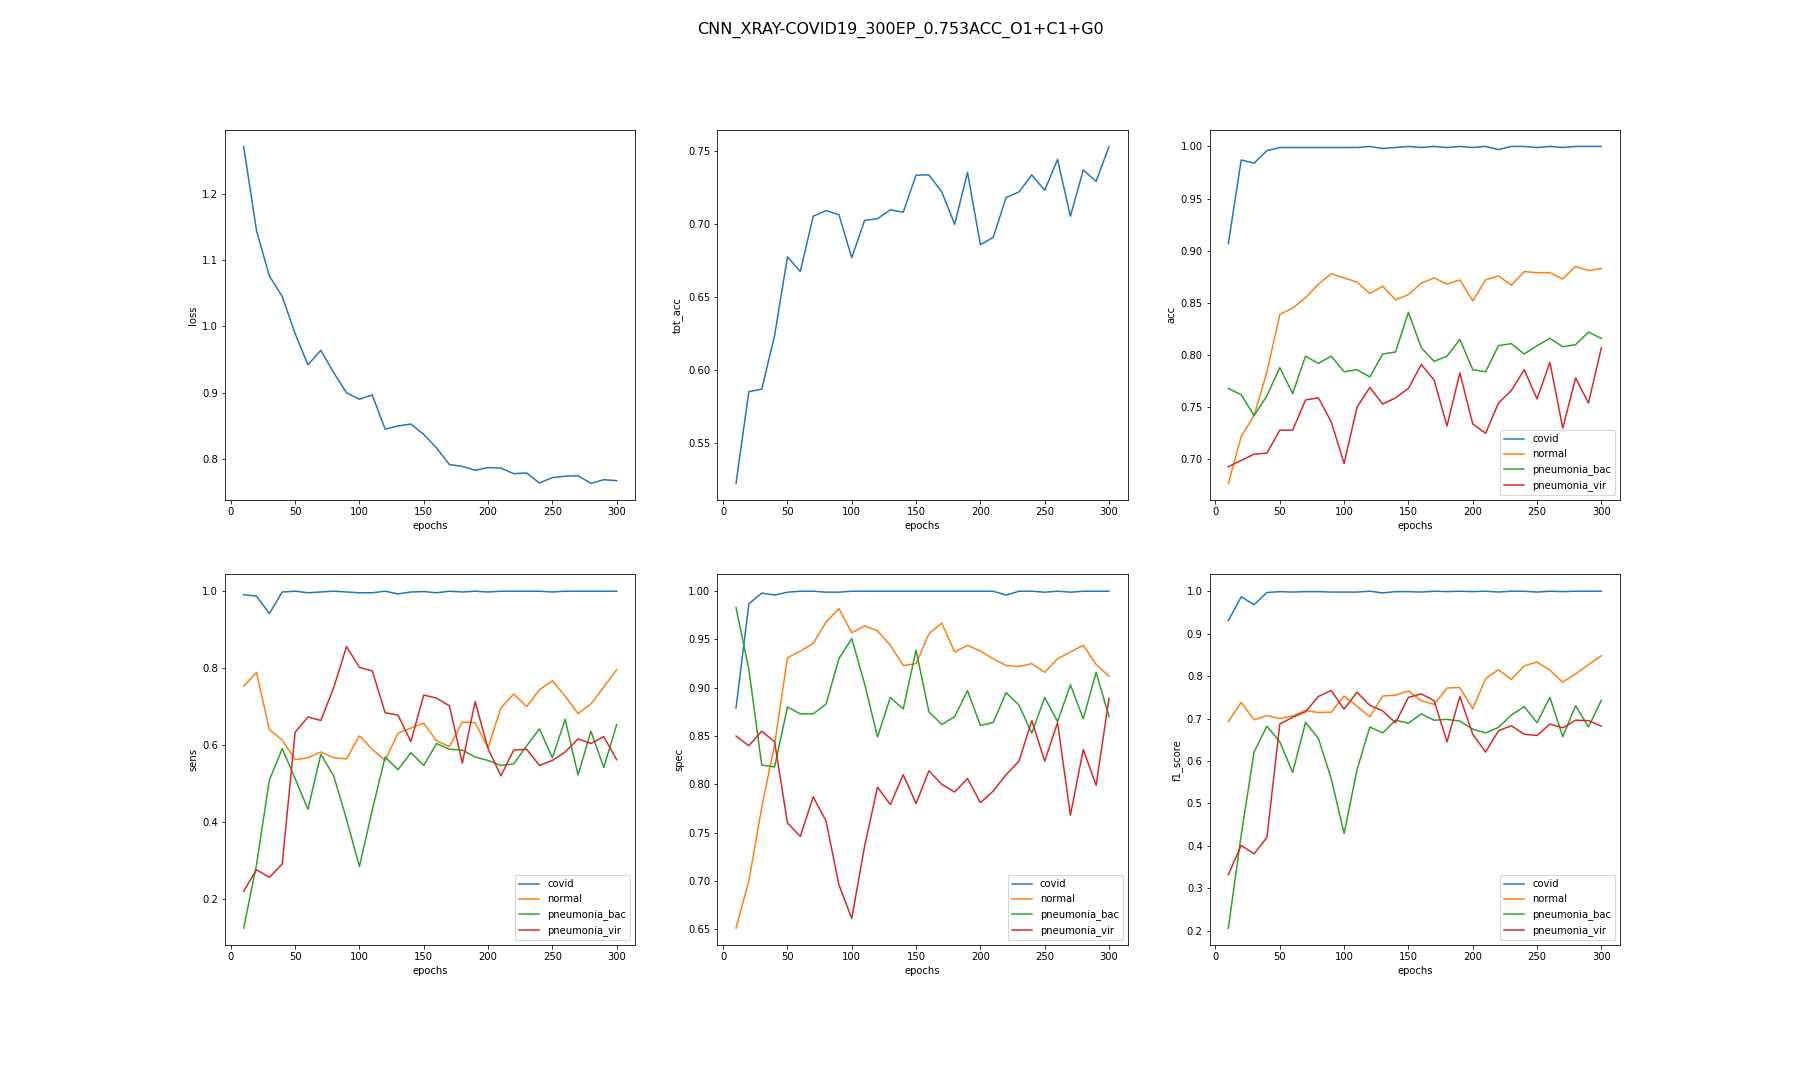 CNN_XRAY-COVID19_300EP_0.753ACC_O1+C1+G0
loss
1.2
1.1
1.0
0.9
0.8
0 50 100 150 200 250 300
epochs
tot_acc
0.75
0.70
0.65
0.60
0.55
0 50 100 150 200 250 300
epochs
acc
1.00
0.95
0.90
0.85
0.80
0.75
0.70
covid
normal
pneumonia_bac
pneumonia_vir
0 50 100 150 200 250 300
epochs
sens
1.0
0.8
0.6
0.4
0.2
covid
normal
pneumonia_bac
pneumonia_vir
0 50 100 150 200 250 300
epochs
spec
1.00
0.95
0.90
0.85
0.80
0.75
0.70
0.65
covid
normal
pneumonia_bac
pneumonia_vir
0 50 100 150 200 250 300
epochs
f1_score
1.0
0.9
0.8
0.7
0.6
0.5
0.4
0.3
0.2
covid
normal
pneumonia_bac
pneumonia_vir
0 50 100 150 200 250 300
epochs